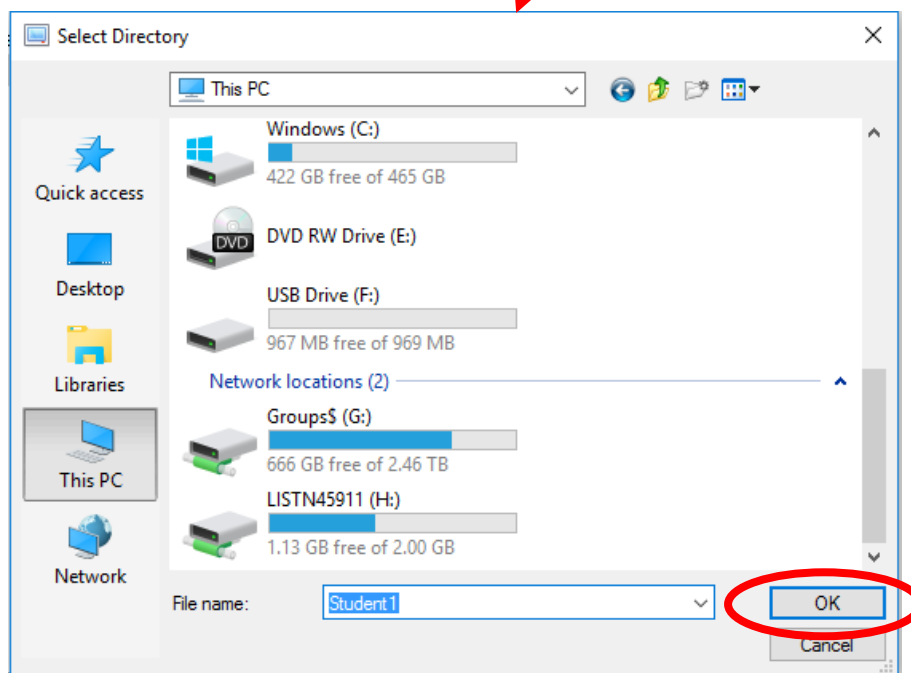 Select Directory
This PC
Quick access
Desktop
Libraries
This PC
Network
Windows (C:)
422 GB free of 465 GB
DVD
DVD RW Drive (E:)
USB Drive (F:)
967 MB free of 969 MB
Network locations (2)
Groups$ (G:)
666 GB free of 2.46 TB
LISTN45911 (H:)
1.13 GB free of 2.00 GB
File name:
Student1
OK
Cancel